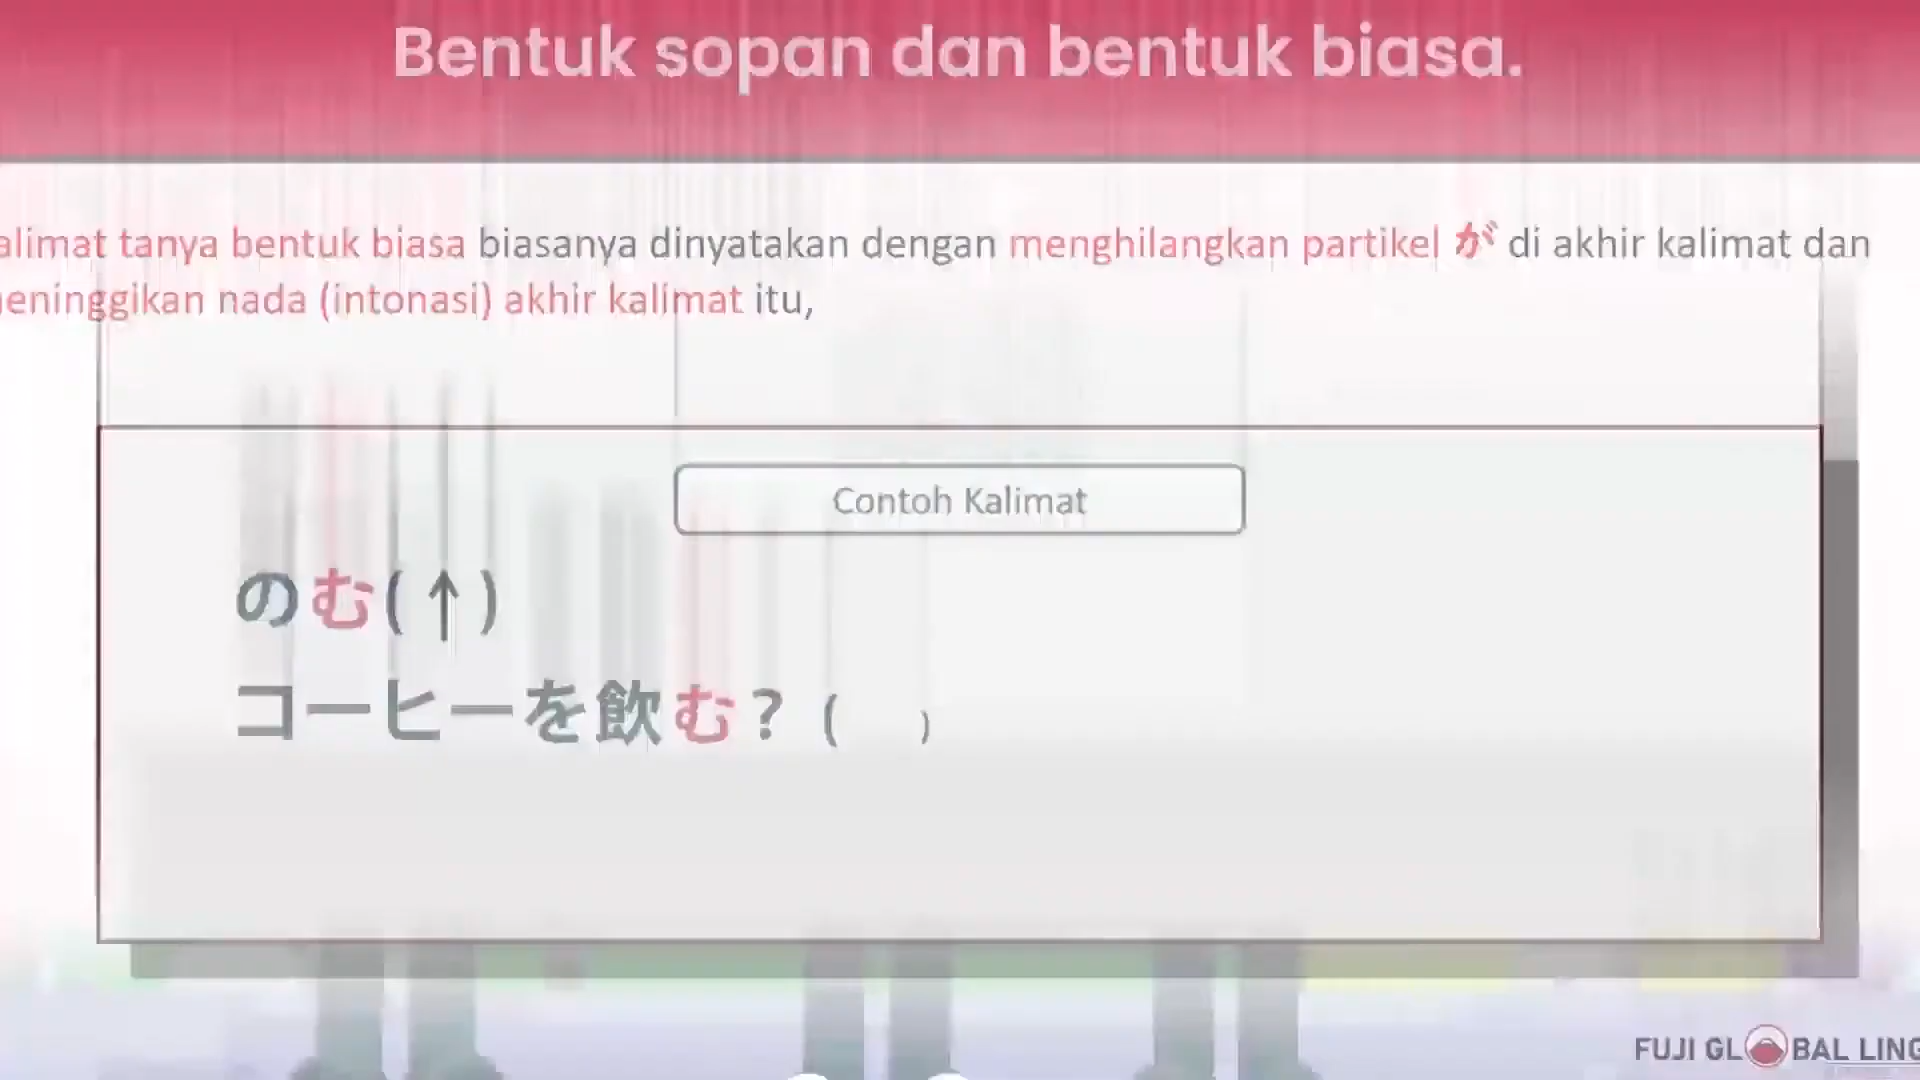 Bentuk sopan dan bentuk biasa.
alimat tanya bentuk biasa biasanya dinyatakan dengan menghilangkan partikel が di akhir kalimat dan
eninggikan nada (intonasi) akhir kalimat itu,
Contoh Kalimat
のむ(↑)
コーヒーを飲む? ( )
FUJI GLOBAL LING